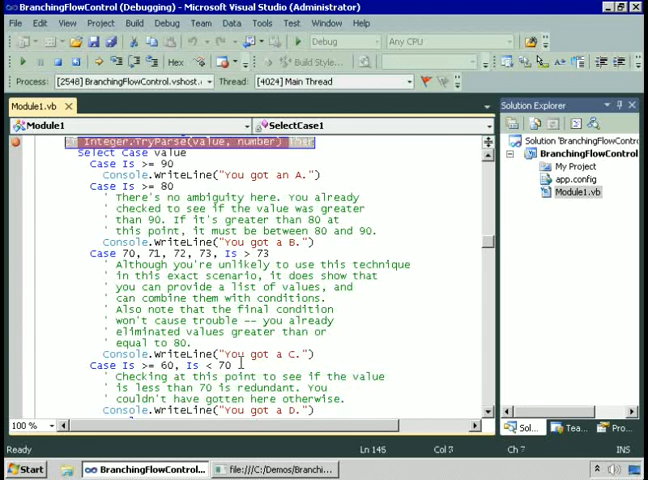 BranchingFlowControl (Debugging) - Microsoft Visual Studio (Administrator)
File Edit View Project Build Debug Team Data Tools Test Window Help
Debug Any CPU
Hex Build Style...
Process: [2548] BranchingFlowControl.vshost Thread: [4024] Main Thread
Module1.vb
Module1 SelectCase1
Integer.TryParse(value, number) Then
Select Case value
Case Is >= 90
Console.WriteLine("You got an A.")
Case Is >= 80
' There's no ambiguity here. You already
' checked to see if the value was greater
' than 90. If it's greater than 80 at
' this point, it must be between 80 and 90.
Console.WriteLine("You got a B.")
Case 70, 71, 72, 73, Is > 73
' Although you're unlikely to use this technique
' in this exact scenario, it does show that
' you can provide a list of values, and
' can combine them with conditions.
' Also note that the final condition
' won't cause trouble -- you already
' eliminated values greater than or
' equal to 80.
Console.WriteLine("You got a C.")
Case Is >= 60, Is < 70
' Checking at this point to see if the value
' is less than 70 is redundant. You
' couldn't have gotten here otherwise.
Console.WriteLine("You got a D.")
100 %
Solution Explorer
Solution 'BranchingFlowContro
BranchingFlowControl
My Project
app.config
Module1.vb
Sol... Tea... Pro...
Ready Ln 145 Col 7 Ch 7 INS
Start BranchingFlowControl... file:///C:/Demos/Branchi...